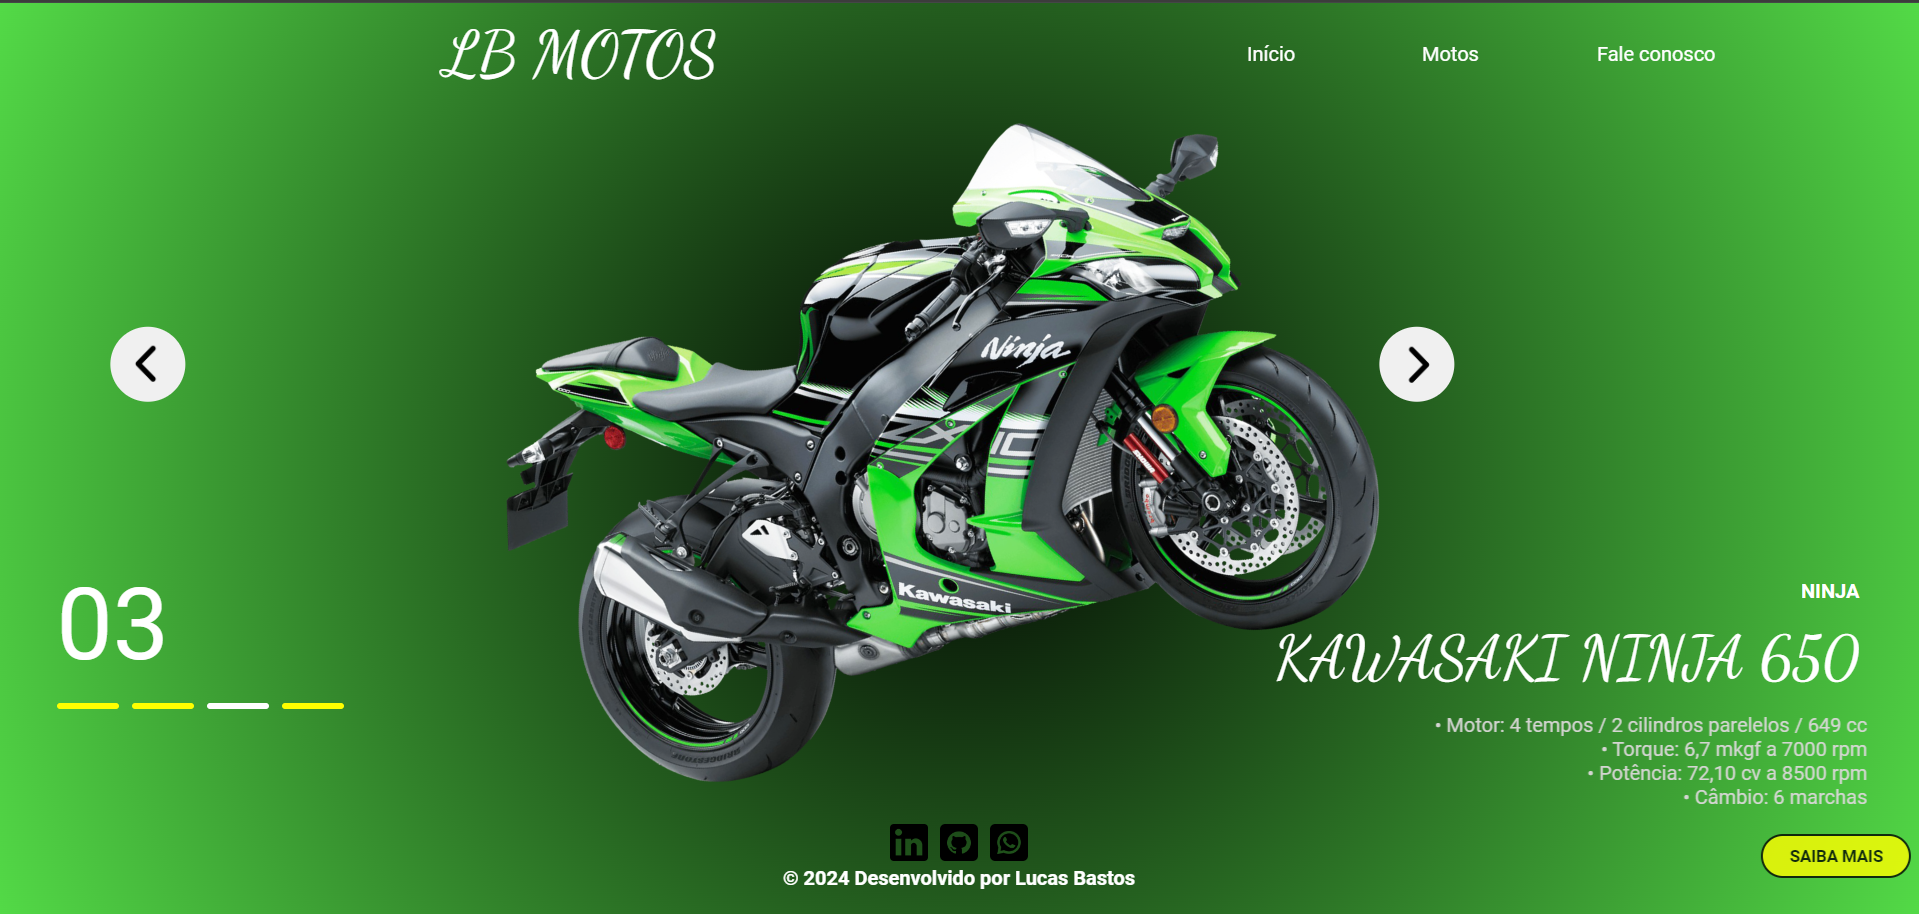 LB MOTOS
Início
Motos
Fale conosco
Ninja
ZX 10
Kawasaki
03
NINJA
KAWASAKI NINJA 650
• Motor: 4 tempos / 2 cilindros parelelos / 649 cc
• Torque: 6,7 mkgf a 7000 rpm
• Potência: 72,10 cv a 8500 rpm
• Câmbio: 6 marchas
in
© 2024 Desenvolvido por Lucas Bastos
SAIBA MAIS